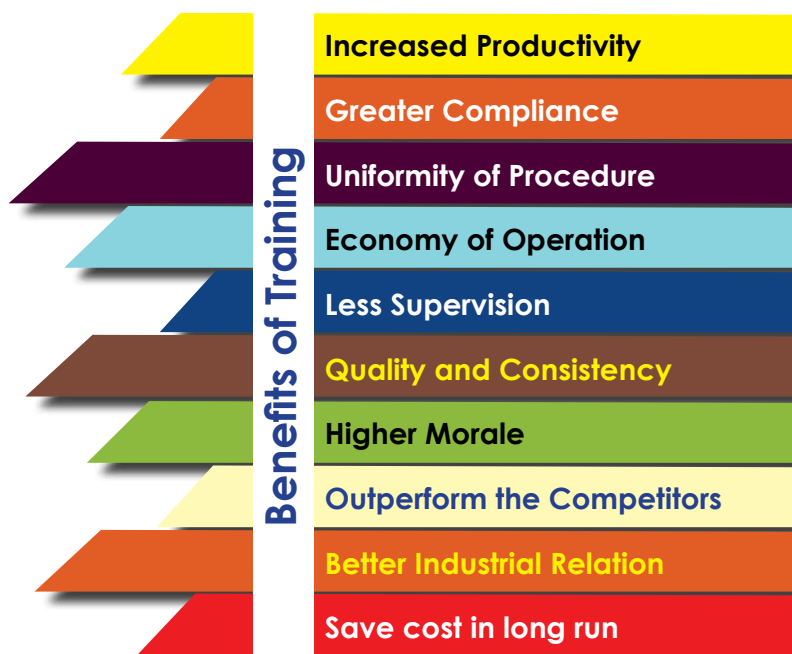 Benefits of Training
Increased Productivity
Greater Compliance
Uniformity of Procedure
Economy of Operation
Less Supervision
Quality and Consistency
Higher Morale
Outperform the Competitors
Better Industrial Relation
Save cost in long run